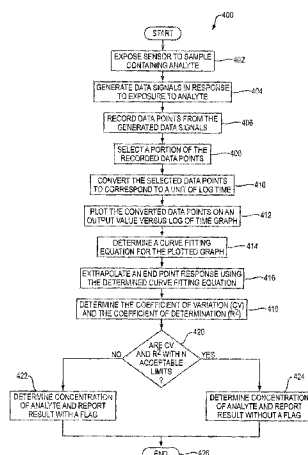 400
START
EXPOSE SENSOR TO SAMPLE
CONTAINING ANALYTE
402
GENERATE DATA SIGNALS IN
RESPONSE TO EXPOSURE TO ANALYTE
404
RECORD DATA POINTS FROM
THE GENERATED DATA SIGNALS
406
SELECT A PORTION OF THE
RECORDED DATA POINTS
408
CONVERT THE SELECTED DATA POINTS
TO CORRESPOND TO A UNIT OF LOG TIME
410
PLOT THE CONVERTED DATA POINTS ON AN
OUTPUT VALUE VERSUS LOG OF TIME GRAPH
412
DETERMINE A CURVE FITTING
EQUATION FOR THE PLOTTED GRAPH
414
EXTRAPOLATE AN END POINT RESPONSE USING
THE DETERMINED CURVE FITTING EQUATION
416
DETERMINE THE COEFFICIENT OF VARIATION (CV)
AND THE COEFFICIENT OF DETERMINATION (R²)
418
420
ARE CV
AND R² WITHIN
ACCEPTABLE
LIMITS
?
NO
YES
422
DETERMINE CONCENTRATION
OF ANALYTE AND REPORT
RESULT WITH A FLAG
424
DETERMINE CONCENTRATION
OF ANALYTE AND REPORT
RESULT WITHOUT A FLAG
END
426